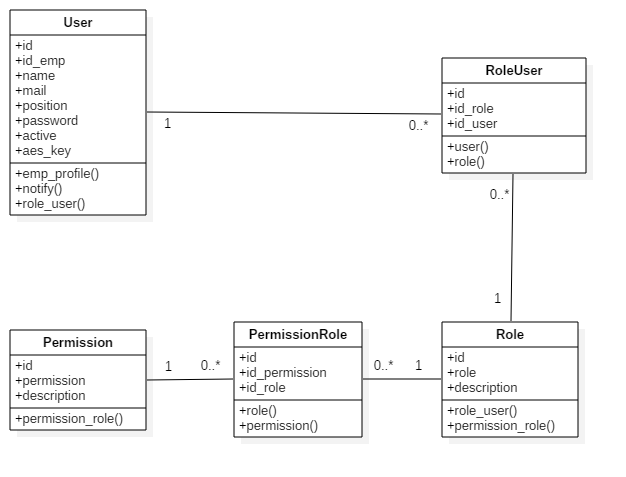 User
+id
+id_emp
+name
+mail
+position
+password
+active
+aes_key
+emp_profile()
+notify()
+role_user()
1
0..*
RoleUser
+id
+id_role
+id_user
+user()
+role()
0..*
1
Permission
+id
+permission
+description
+permission_role()
1
0..*
PermissionRole
+id
+id_permission
+id_role
+role()
+permission()
0..*
1
Role
+id
+role
+description
+role_user()
+permission_role()